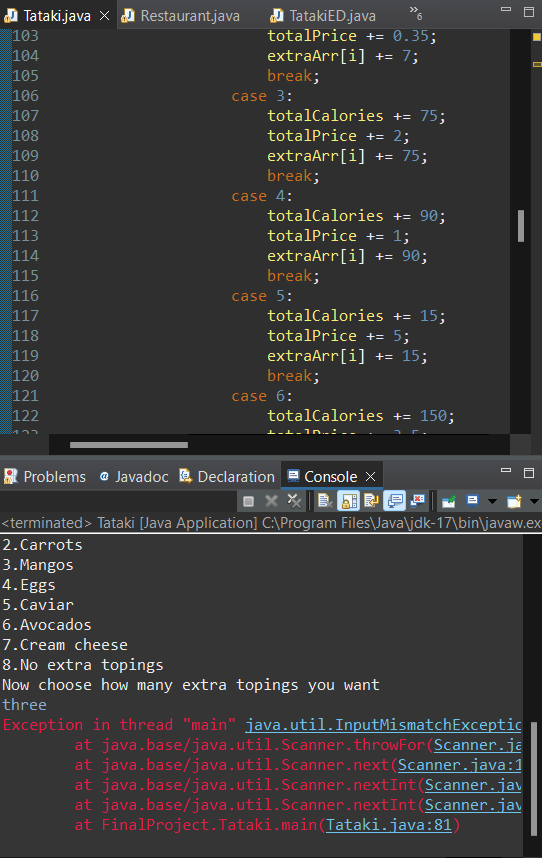 Tataki.java Restaurant.java TatakiED.java »6
103 totalPrice += 0.35;
104 extraArr[i] += 7;
105 break;
106 case 3:
107 totalCalories += 75;
108 totalPrice += 2;
109 extraArr[i] += 75;
110 break;
111 case 4:
112 totalCalories += 90;
113 totalPrice += 1;
114 extraArr[i] += 90;
115 break;
116 case 5:
117 totalCalories += 15;
118 totalPrice += 5;
119 extraArr[i] += 15;
120 break;
121 case 6:
122 totalCalories += 150;
Problems @ Javadoc Declaration Console
<terminated> Tataki [Java Application] C:\Program Files\Java\jdk-17\bin\javaw.ex
2.Carrots
3.Mangos
4.Eggs
5.Caviar
6.Avocados
7.Cream cheese
8.No extra topings
Now choose how many extra topings you want
three
Exception in thread "main" java.util.InputMismatchExceptio
at java.base/java.util.Scanner.throwFor(Scanner.ja
at java.base/java.util.Scanner.next(Scanner.java:1
at java.base/java.util.Scanner.nextInt(Scanner.jav
at java.base/java.util.Scanner.nextInt(Scanner.jav
at FinalProject.Tataki.main(Tataki.java:81)